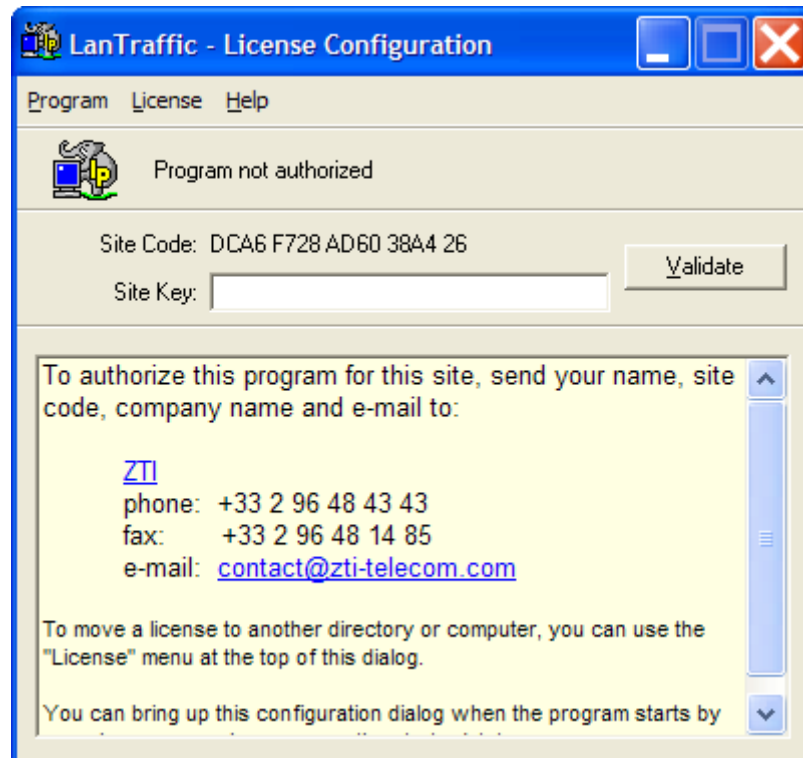 LanTraffic - License Configuration
Program License Help
Program not authorized
Site Code: DCA6 F728 AD60 38A4 26
Validate
Site Key:
To authorize this program for this site, send your name, site
code, company name and e-mail to:
ZTI
phone: +33 2 96 48 43 43
fax: +33 2 96 48 14 85
e-mail: contact@zti-telecom.com
To move a license to another directory or computer, you can use the
"License" menu at the top of this dialog.
You can bring up this configuration dialog when the program starts by